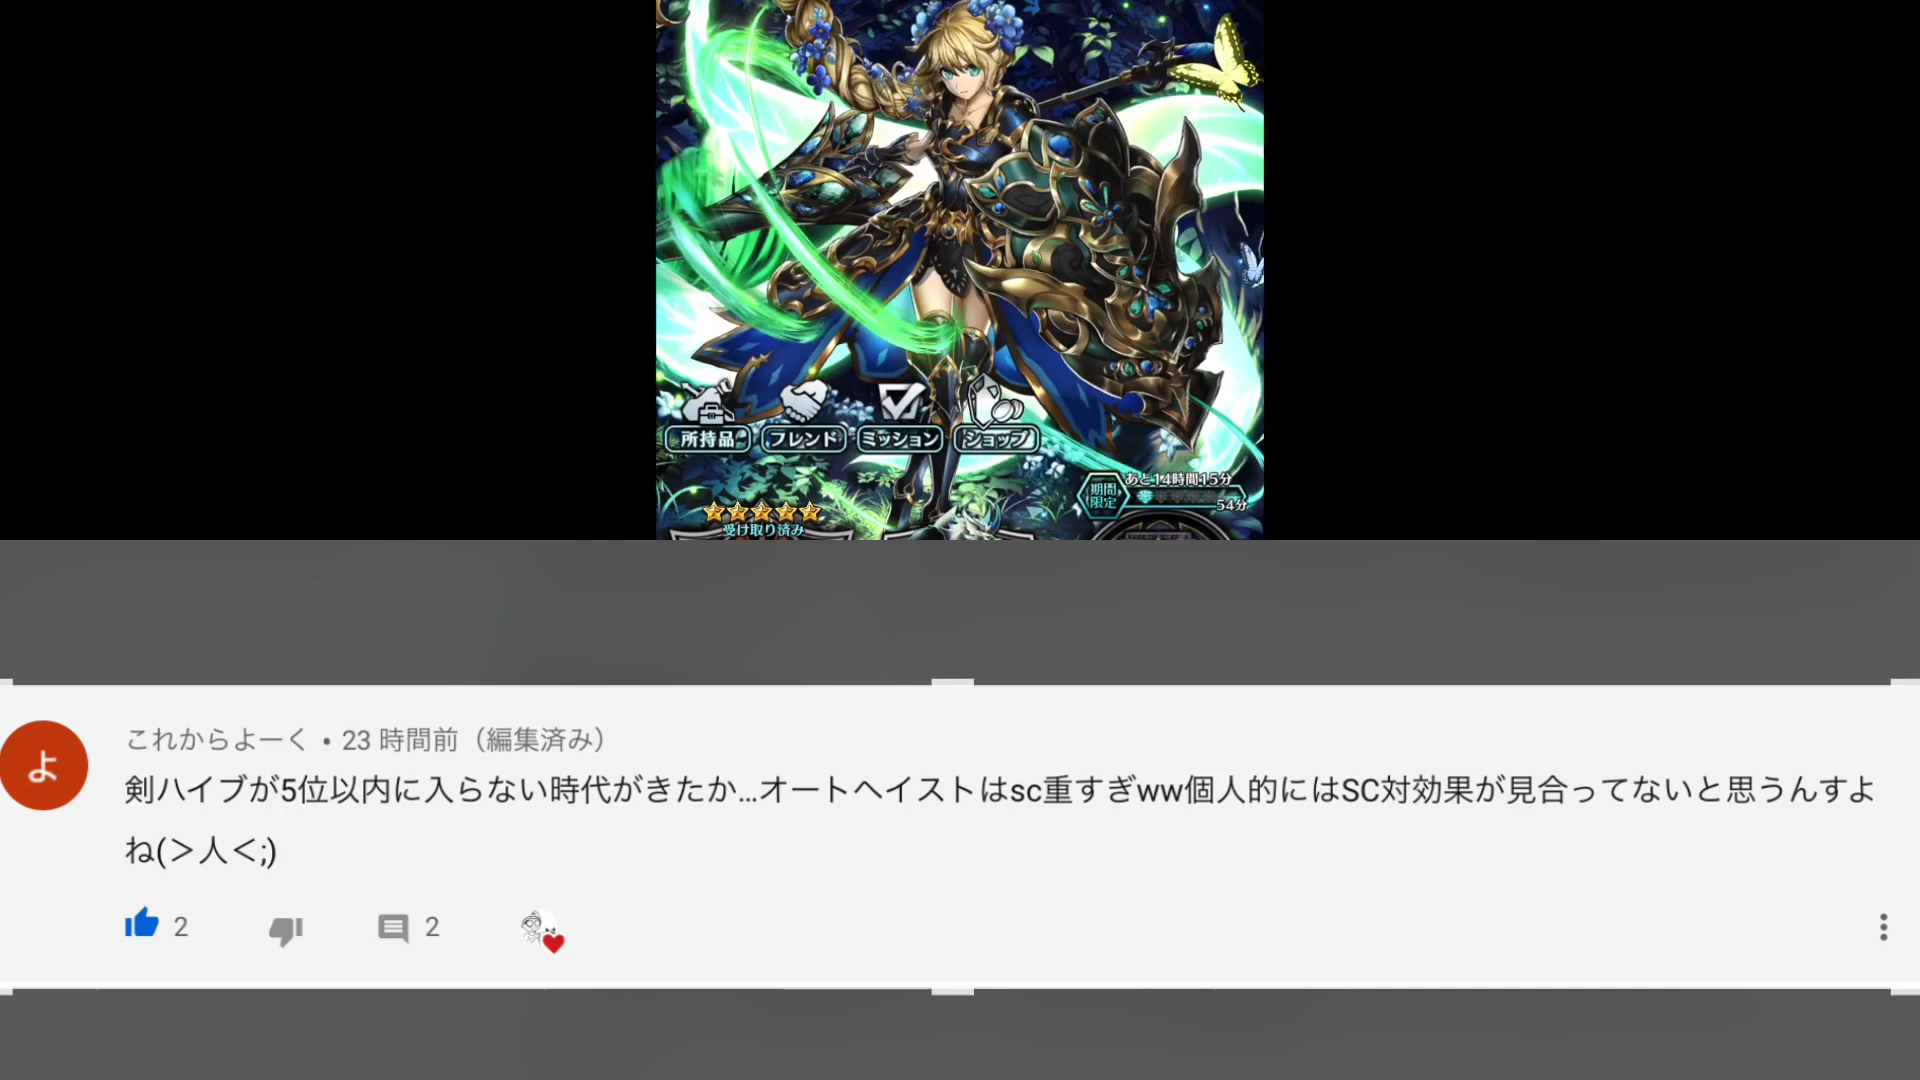 所持品
フレンド
ミッション
ショップ
あと14時間15分
期間
限定
54分
受け取り済み
よ
これからよーく • 23 時間前（編集済み）
剣ハイブが5位以内に入らない時代がきたか...オートヘイストはsc重すぎww個人的にはSC対効果が見合ってないと思うんすよ
ね(＞人＜;)
2
2